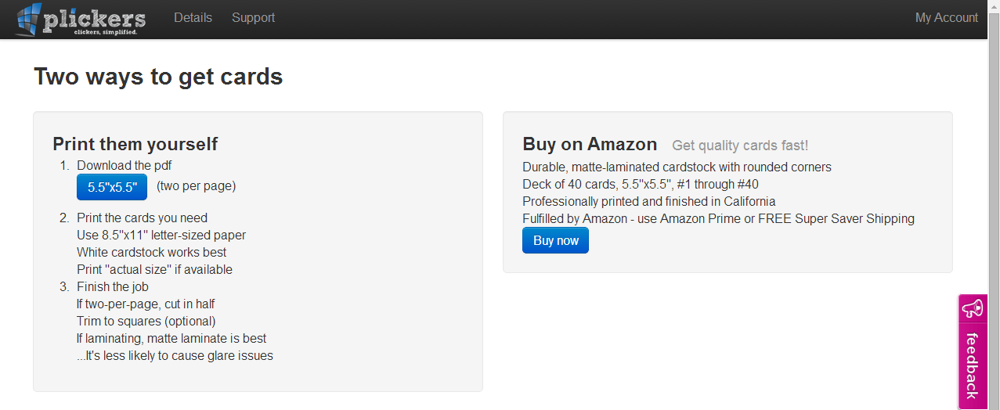 plickers
clickers, simplified.
Details
Support
My Account
Two ways to get cards
Print them yourself
1. Download the pdf
5.5"x5.5" (two per page)
2. Print the cards you need
Use 8.5"x11" letter-sized paper
White cardstock works best
Print "actual size" if available
3. Finish the job
If two-per-page, cut in half
Trim to squares (optional)
If laminating, matte laminate is best
...It's less likely to cause glare issues
Buy on Amazon Get quality cards fast!
Durable, matte-laminated cardstock with rounded corners
Deck of 40 cards, 5.5"x5.5", #1 through #40
Professionally printed and finished in California
Fulfilled by Amazon - use Amazon Prime or FREE Super Saver Shipping
Buy now
feedback